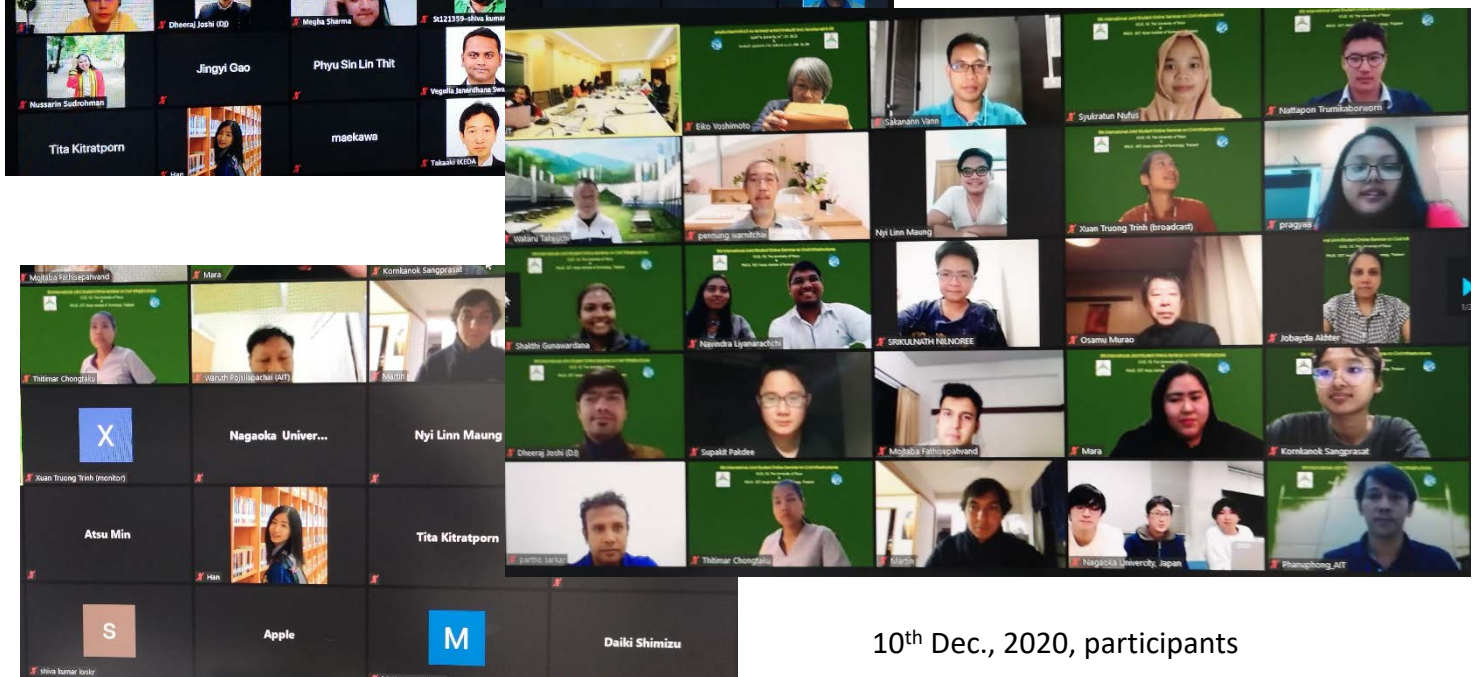 Dheeraj Joshi (DJ)
Megha Sharma
St121359-shiva kumar
Nussarin Sudrohman
Jingyi Gao
Phyu Sin Lin Thit
Vegulla Janardhana Swa
Tita Kitratporn
Han
maekawa
Takaaki IKEDA
Eiko Yoshimoto
Sakanann Vann
Syukratun Nufus
Nattapon Trumikaborworn
Wataru Takeuchi
pennung warnitchai
Nyi Linn Maung
Xuan Truong Trinh (broadcast)
pragyaa
Shakthi Gunawardana
Navindra Liyanarachchi
SRIKULNATH NILNOREE
Osamu Murao
Jobayda Akhter
1/2
Dheeraj Joshi (DJ)
Supakit Pakdee
Mojtaba Fathisepahvand
Mara
Kornkanok Sangprasat
partho sarkar
Thitimar Chongtaku
Martin
Nagaoka Univercity, Japan
Phanuphong_AIT
Mojtaba Fathisepahvand
Mara
Kornkanok Sangprasat
Thitimar Chongtaku
Waruth Pojsilapachai (AIT)
Martin
X
Xuan Truong Trinh (monitor)
Nagaoka Univer...
Nyi Linn Maung
Atsu Min
Han
Tita Kitratporn
S
shiva kumar
Apple
M
Daiki Shimizu
10th Dec., 2020, participants